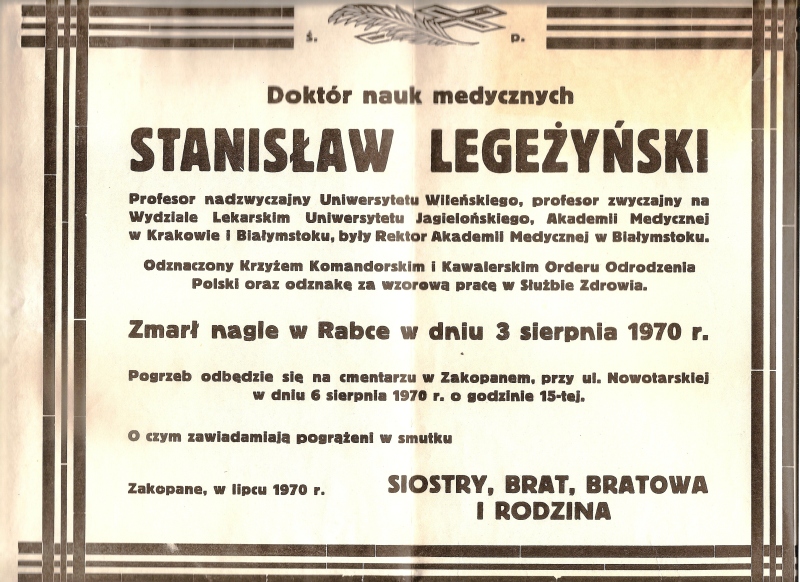 ś. p.
Doktór nauk medycznych
STANISŁAW LEGEŻYŃSKI
Profesor nadzwyczajny Uniwersytetu Wileńskiego, profesor zwyczajny na
Wydziale Lekarskim Uniwersytetu Jagielońskiego, Akademii Medycznej
w Krakowie i Białymstoku, były Rektor Akademii Medycznej w Białymstoku.
Odznaczony Krzyżem Komandorskim i Kawalerskim Orderu Odrodzenia
Polski oraz odznakę za wzorową pracę w Służbie Zdrowia.
Zmarł nagle w Rabce w dniu 3 sierpnia 1970 r.
Pogrzeb odbędzie się na cmentarzu w Zakopanem, przy ul. Nowotarskiej
w dniu 6 sierpnia 1970 r. o godzinie 15-tej.
O czym zawiadamiają pogrążeni w smutku
Zakopane, w lipcu 1970 r.
SIOSTRY, BRAT, BRATOWA
I RODZINA